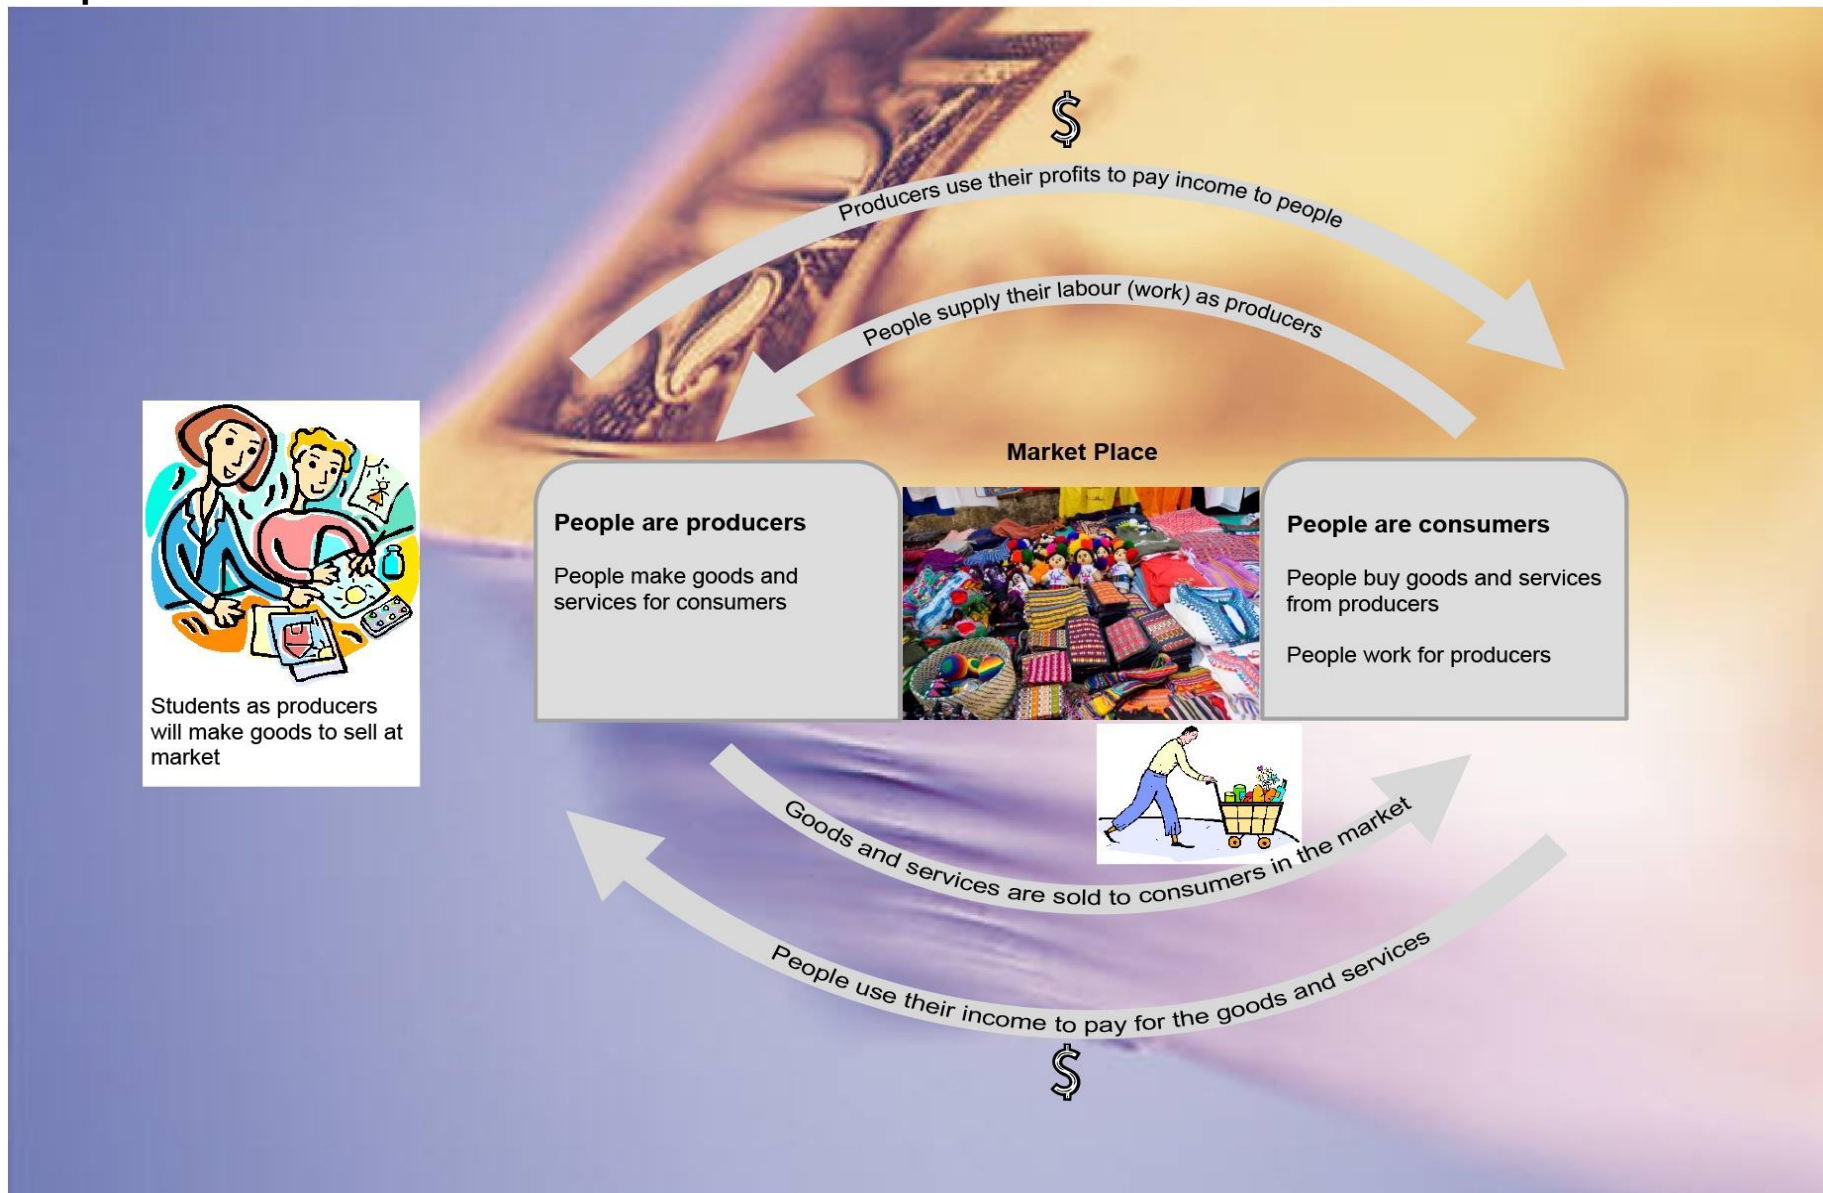 $
Producers use their profits to pay income to people
People supply their labour (work) as producers
Market Place
People are producers
People make goods and
services for consumers
People are consumers
People buy goods and services
from producers
People work for producers
Students as producers
will make goods to sell at
market
Goods and services are sold to consumers in the market
People use their income to pay for the goods and services
$